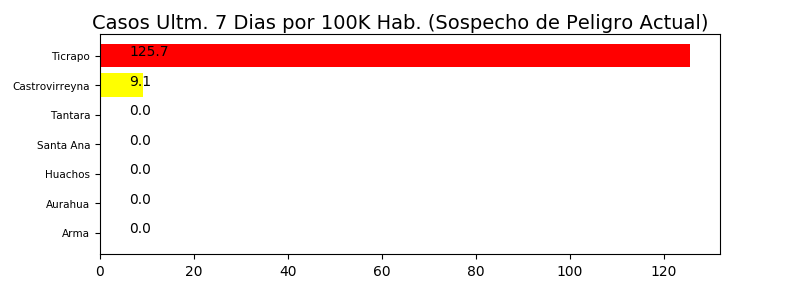 Casos Ultm. 7 Dias por 100K Hab. (Sospecho de Peligro Actual)
Ticrapo 125.7
Castrovirreyna 9.1
Tantara 0.0
Santa Ana 0.0
Huachos 0.0
Aurahua 0.0
Arma 0.0
0 20 40 60 80 100 120